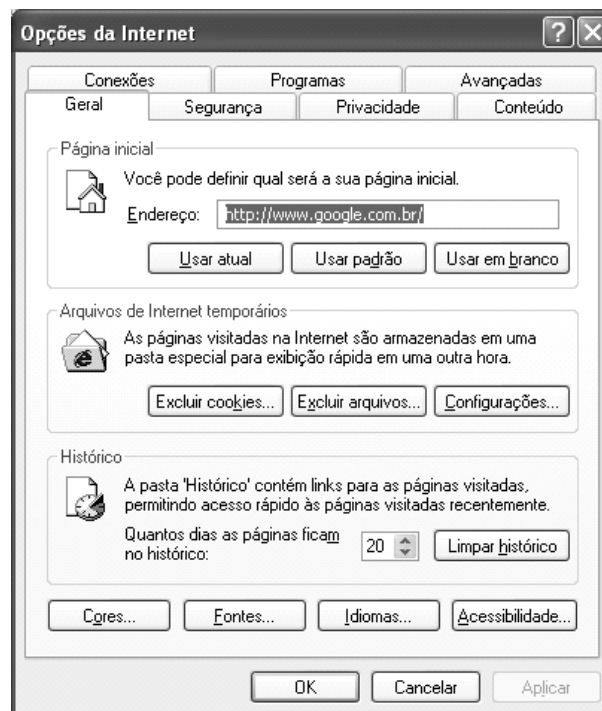 Opções da Internet
Conexões Programas Avançadas
Geral Segurança Privacidade Conteúdo
Página inicial
Você pode definir qual será a sua página inicial.
Endereço: http://www.google.com.br/
Usar atual Usar padrão Usar em branco
Arquivos de Internet temporários
As páginas visitadas na Internet são armazenadas em uma
pasta especial para exibição rápida em uma outra hora.
Excluir cookies... Excluir arquivos... Configurações...
Histórico
A pasta 'Histórico' contém links para as páginas visitadas,
permitindo acesso rápido às páginas visitadas recentemente.
Quantos dias as páginas ficam
no histórico: 20 Limpar histórico
Cores... Fontes... Idiomas... Acessibilidade...
OK Cancelar Aplicar